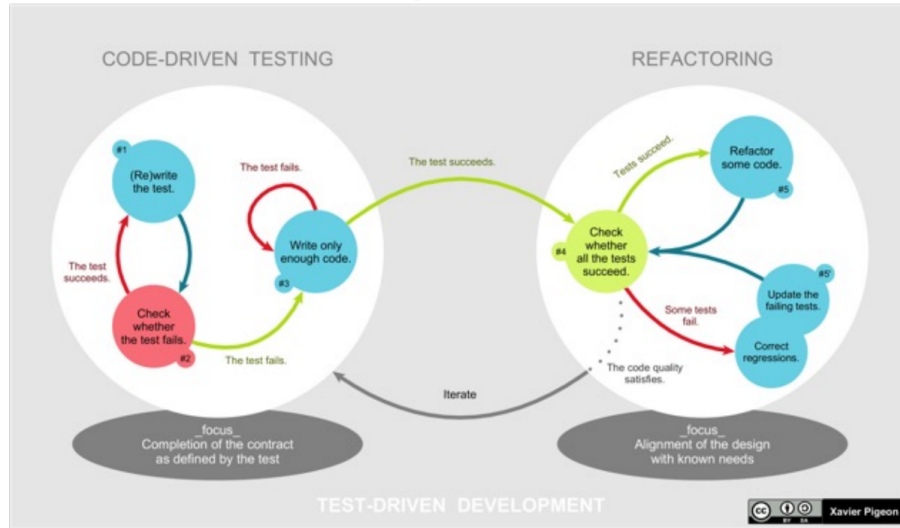 CODE-DRIVEN TESTING
REFACTORING
#1
(Re)write
the test.
The test
succeeds.
Check
whether
the test fails.
#2
The test fails.
The test fails.
Write only
enough code.
#3
The test succeeds.
Tests succeed.
Refactor
some code.
#5
#4
Check
whether
all the tests
succeed.
#5'
Update the
failing tests.
Some tests
fail.
Correct
regressions.
The code quality
satisfies.
Iterate
_focus_
Completion of the contract
as defined by the test
_focus_
Alignment of the design
with known needs
TEST-DRIVEN DEVELOPMENT
cc
BY SA
Xavier Pigeon